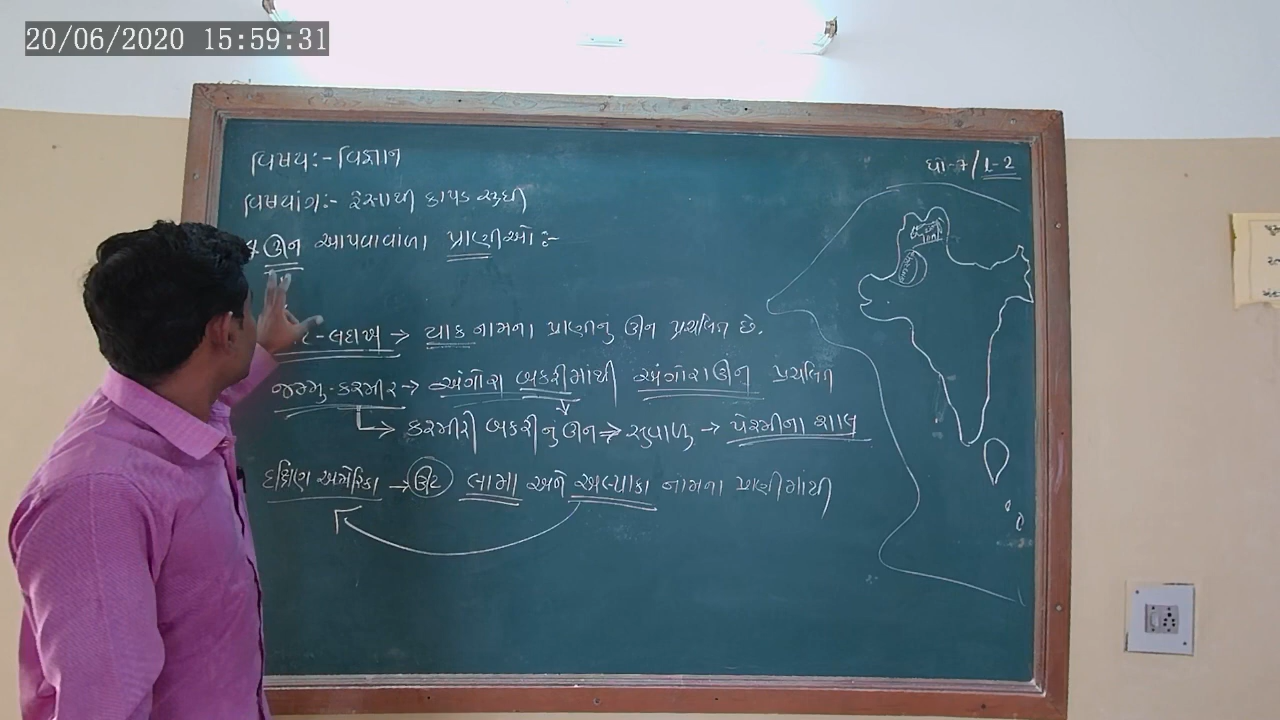 20/06/2020 15:59:31
વિષય:- વિજ્ઞાન
ધો-7/1-2
વિષયાંગ:- રેસાથી કાપડ સુધી
* ઊન આપવાવાળા પ્રાણીઓ:-
-લદાખ → યાક નામના પ્રાણીનું ઊન પ્રચલિત છે.
જમ્મુ-કશ્મીર → અંગોરા બકરીમાંથી અંગોરાઊન પ્રચલિત
કશ્મીરી બકરીનું ઊન → સુવાળુ → પેશ્મીના શાલ
દક્ષિણ અમેરિકા → ઊંટ લામા અને અલ્પાકા નામના પ્રાણીમાંથી